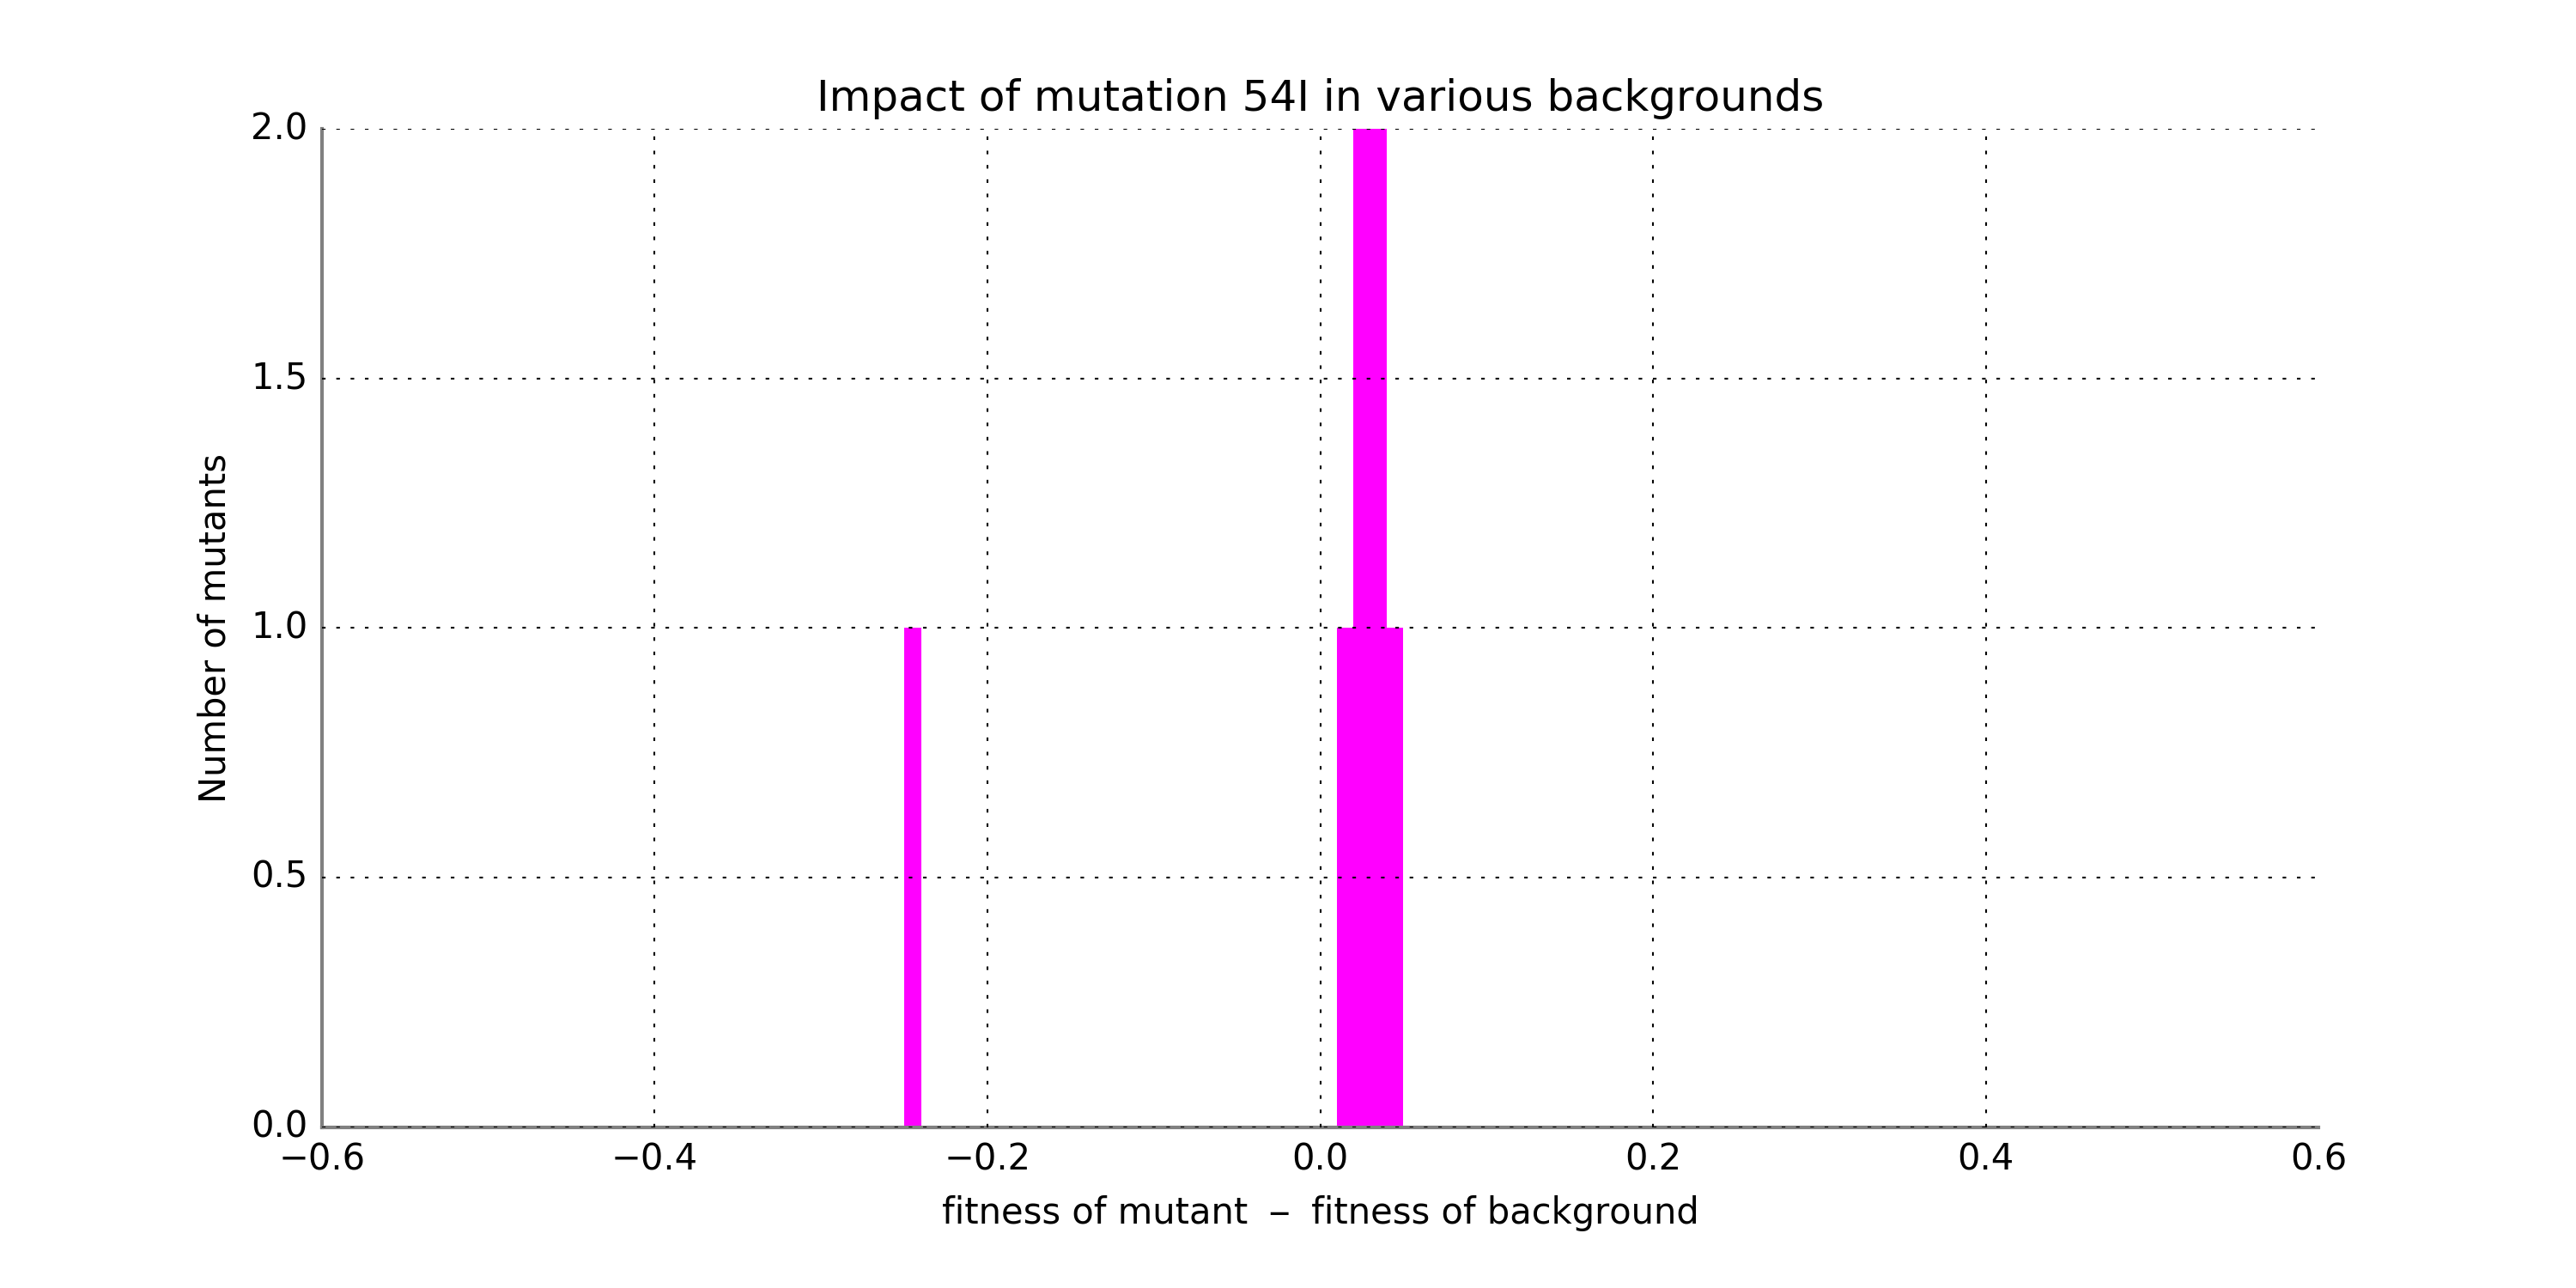 Impact of mutation 54I in various backgrounds
2.0
1.5
1.0
0.5
0.0
Number of mutants
−0.6 −0.4 −0.2 0.0 0.2 0.4 0.6
fitness of mutant − fitness of background